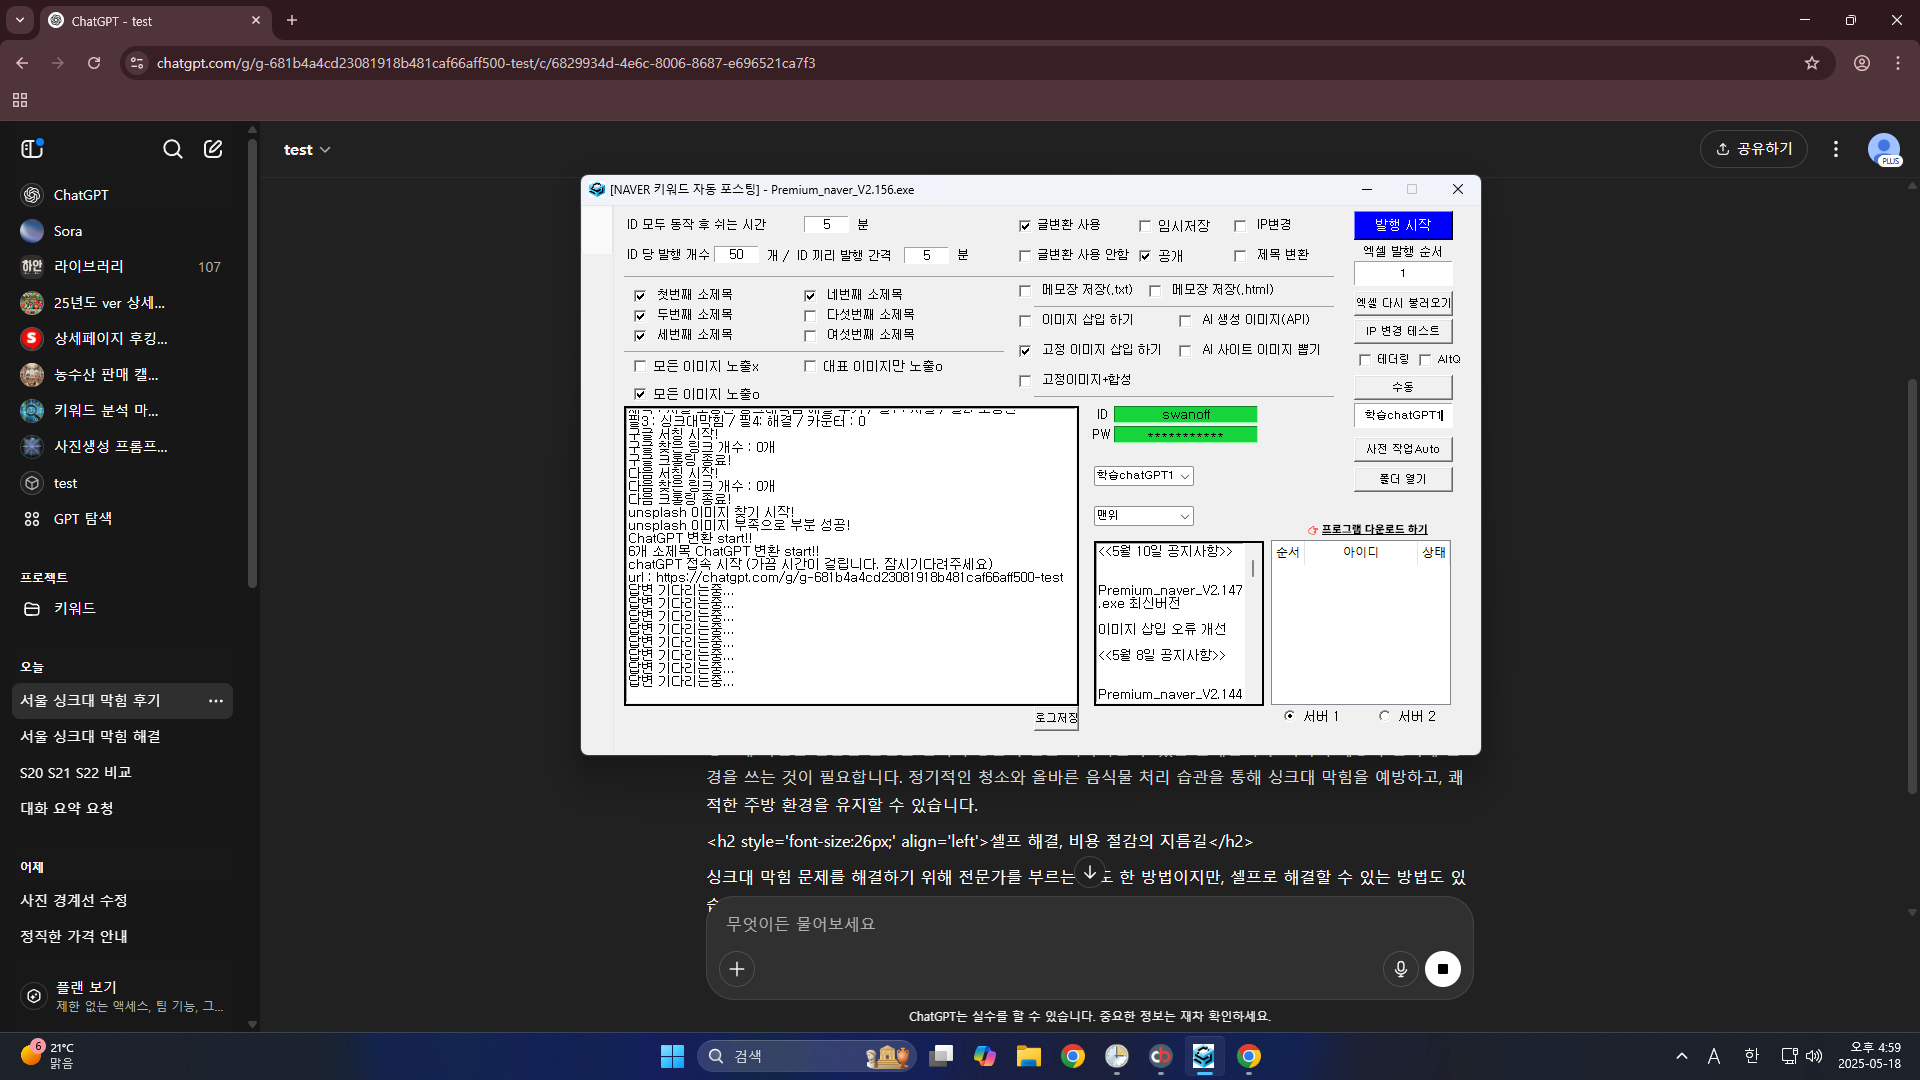 ChatGPT - test
chatgpt.com/g/g-681b4a4cd23081918b481caf66aff500-test/c/6829934d-4e6c-8006-8687-e696521ca7f3
test
공유하기
PLUS
ChatGPT
Sora
하얀
라이브러리
107
25년도 ver 상세...
S
상세페이지 후킹...
농수산 판매 캘...
키워드 분석 마...
사진생성 프롬프...
test
GPT 탐색
프로젝트
키워드
오늘
서울 싱크대 막힘 후기
서울 싱크대 막힘 해결
S20 S21 S22 비교
대화 요약 요청
어제
사진 경계선 수정
정직한 가격 안내
플랜 보기
제한 없는 액세스, 팀 기능, 그...
[NAVER 키워드 자동 포스팅] - Premium_naver_V2.156.exe
ID 모두 동작 후 쉬는 시간 5 분
ID 당 발행 개수 50 개 / ID 끼리 발행 간격 5 분
글변환 사용 임시저장 IP변경
글변환 사용 안함 공개 제목 변환
첫번째 소제목 네번째 소제목
두번째 소제목 다섯번째 소제목
세번째 소제목 여섯번째 소제목
모든 이미지 노출x 대표 이미지만 노출o
모든 이미지 노출o
메모장 저장(.txt) 메모장 저장(.html)
이미지 삽입 하기 AI 생성 이미지(API)
고정 이미지 삽입 하기 AI 사이트 이미지 뽑기
고정이미지+합성
발행 시작
엑셀 발행 순서
1
엑셀 다시 불러오기
IP 변경 테스트
테더링 AltQ
수동
학습chatGPT1
사전 작업Auto
폴더 열기
필3 : 싱크대막힘 / 필4: 해결 / 카운터 : 0
구글 서칭 시작!
구글 찾은 링크 개수 : 0개
구글 크롤링 종료!
다음 서칭 시작!
다음 찾은 링크 개수 : 0개
다음 크롤링 종료!
unsplash 이미지 찾기 시작!
unsplash 이미지 부족으로 부분 성공!
ChatGPT 변환 start!!
6개 소제목 ChatGPT 변환 start!!
chatGPT 접속 시작 (가끔 시간이 걸립니다. 잠시기다려주세요)
url : https://chatgpt.com/g/g-681b4a4cd23081918b481caf66aff500-test
답변 기다리는중...
답변 기다리는중...
답변 기다리는중...
답변 기다리는중...
답변 기다리는중...
답변 기다리는중...
답변 기다리는중...
답변 기다리는중...
로그저장
ID swanoff
PW ***********
학습chatGPT1
맨위
<<5월 10일 공지사항>>
Premium_naver_V2.147
.exe 최신버전
이미지 삽입 오류 개선
<<5월 8일 공지사항>>
Premium_naver_V2.144
프로그램 다운로드 하기
순서 아이디 상태
서버 1 서버 2
경을 쓰는 것이 필요합니다. 정기적인 청소와 올바른 음식물 처리 습관을 통해 싱크대 막힘을 예방하고, 쾌
적한 주방 환경을 유지할 수 있습니다.
<h2 style='font-size:26px;' align='left'>셀프 해결, 비용 절감의 지름길</h2>
싱크대 막힘 문제를 해결하기 위해 전문가를 부르는 도 한 방법이지만, 셀프로 해결할 수 있는 방법도 있
무엇이든 물어보세요
ChatGPT는 실수를 할 수 있습니다. 중요한 정보는 재차 확인하세요.
6
21°C
맑음
검색
A
한
오후 4:59
2025-05-18